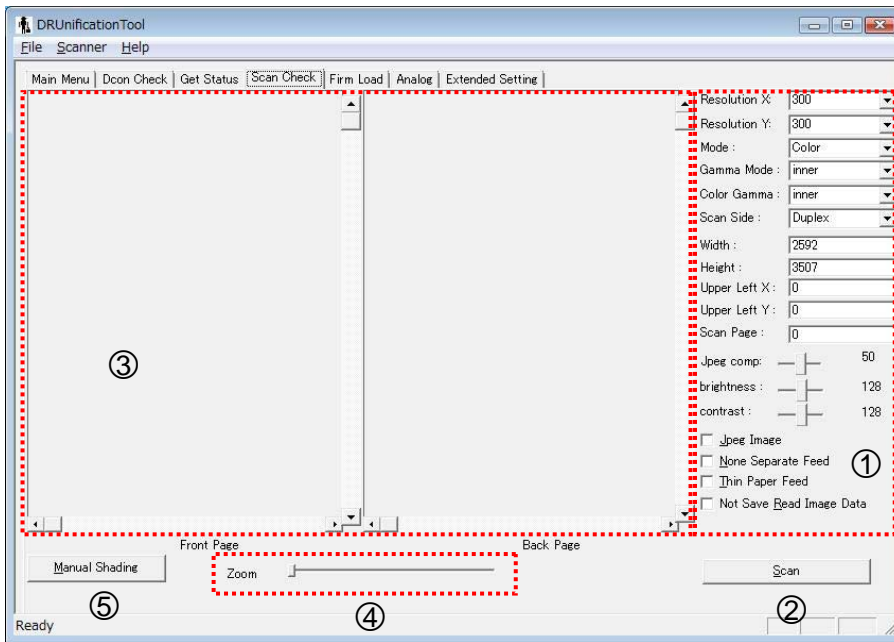 DRUnificationTool
File Scanner Help
Main Menu Dcon Check Get Status Scan Check Firm Load Analog Extended Setting
Resolution X: 300
Resolution Y: 300
Mode : Color
Gamma Mode : inner
Color Gamma : inner
Scan Side : Duplex
Width : 2592
Height : 3507
Upper Left X : 0
Upper Left Y : 0
Scan Page : 0
③
Jpeg comp: 50
brightness : 128
contrast : 128
Jpeg Image
None Separate Feed ①
Thin Paper Feed
Not Save Read Image Data
Front Page Back Page
Manual Shading Zoom Scan
⑤ ④ ②
Ready